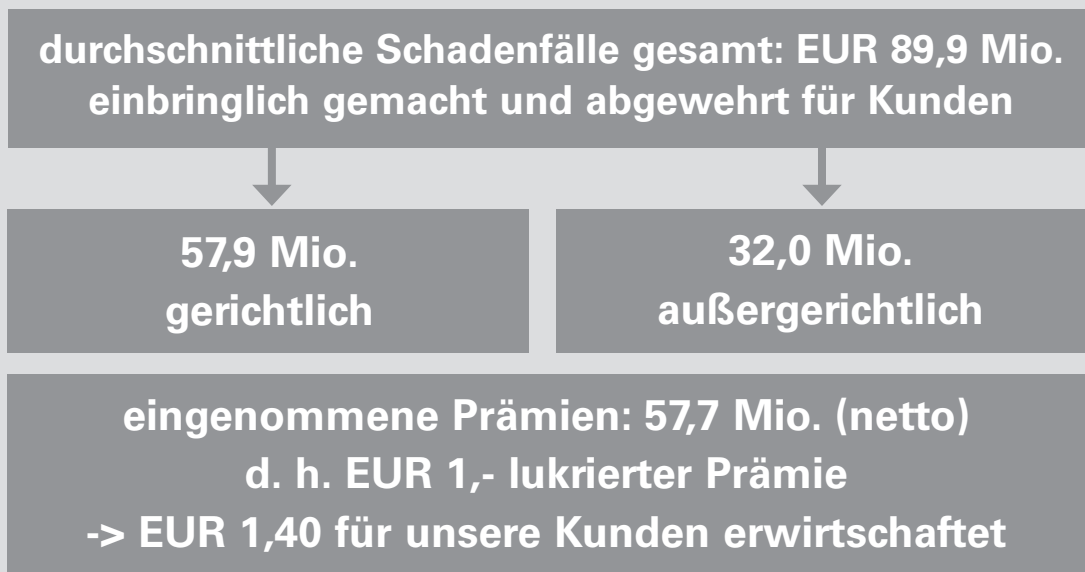 durchschnittliche Schadenfälle gesamt: EUR 89,9 Mio.
einbringlich gemacht und abgewehrt für Kunden
57,9 Mio.
gerichtlich
32,0 Mio.
außergerichtlich
eingenommene Prämien: 57,7 Mio. (netto)
d. h. EUR 1,- lukrierter Prämie
-> EUR 1,40 für unsere Kunden erwirtschaftet